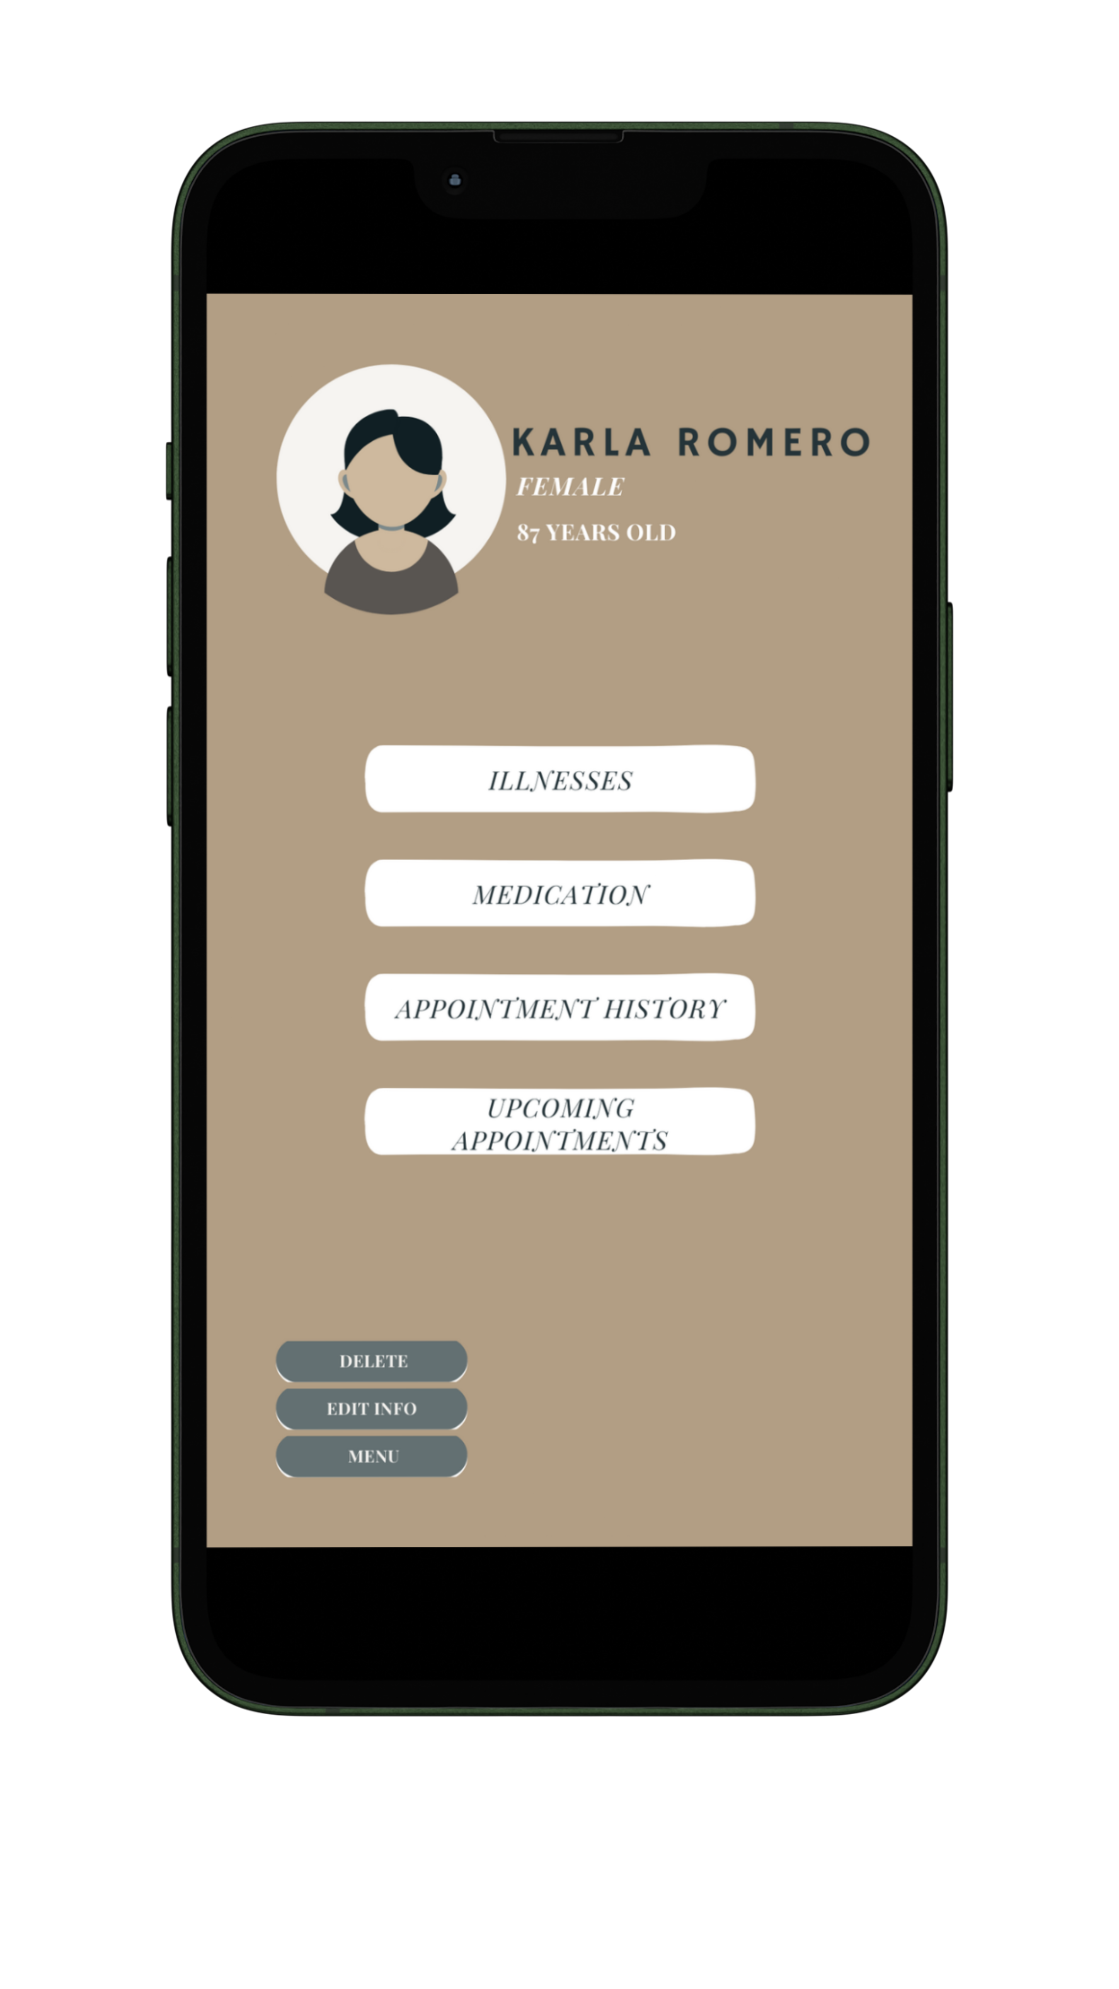 KARLA ROMERO
FEMALE
87 YEARS OLD
ILLNESSES
MEDICATION
APPOINTMENT HISTORY
UPCOMING
APPOINTMENTS
DELETE
EDIT INFO
MENU